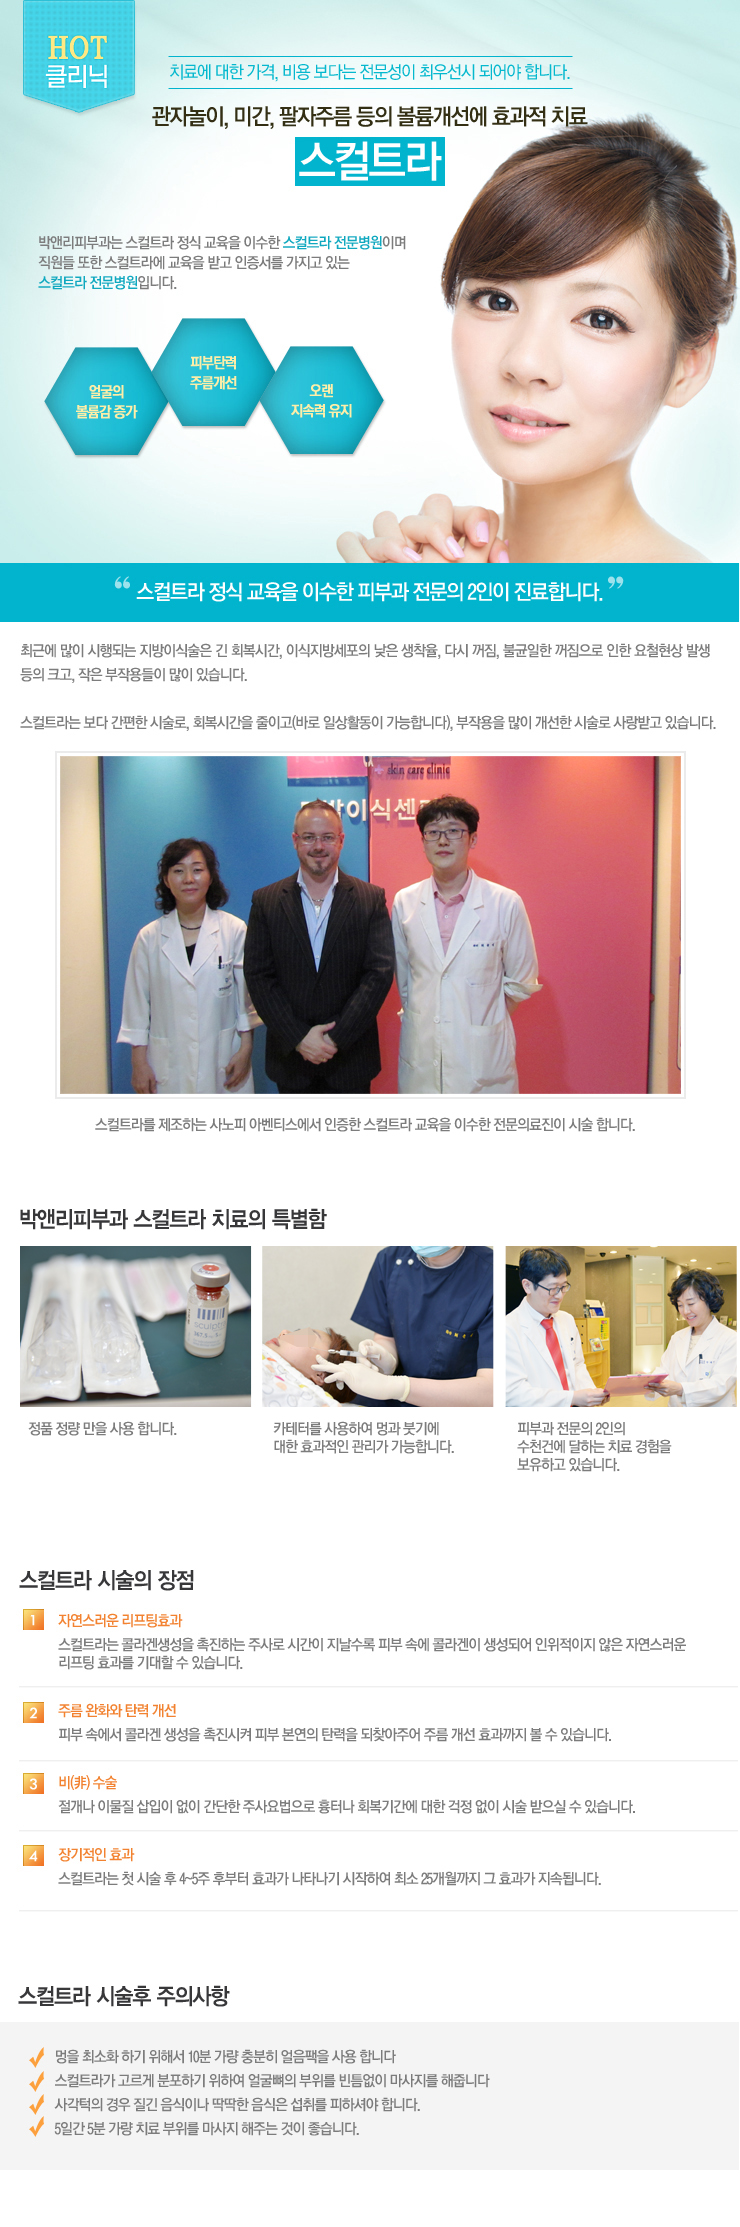 HOT
클리닉
치료에 대한 가격, 비용 보다는 전문성이 최우선시 되어야 합니다.
관자놀이, 미간, 팔자주름 등의 볼륨개선에 효과적 치료
스컬트라
박앤리피부과는 스컬트라 정식 교육을 이수한 스컬트라 전문병원이며
직원들 또한 스컬트라에 교육을 받고 인증서를 가지고 있는
스컬트라 전문병원입니다.
얼굴의
볼륨감 증가
피부탄력
주름개선
오랜
지속력 유지
“ 스컬트라 정식 교육을 이수한 피부과 전문의 2인이 진료합니다. ”
최근에 많이 시행되는 지방이식술은 긴 회복시간, 이식지방세포의 낮은 생착율, 다시 꺼짐, 불균일한 꺼짐으로 인한 요철현상 발생
등의 크고, 작은 부작용들이 많이 있습니다.
스컬트라는 보다 간편한 시술로, 회복시간을 줄이고(바로 일상활동이 가능합니다), 부작용을 많이 개선한 시술로 사랑받고 있습니다.
skin care clinic
방이식센
스컬트라를 제조하는 사노피 아벤티스에서 인증한 스컬트라 교육을 이수한 전문의료진이 시술 합니다.
박앤리피부과 스컬트라 치료의 특별함
sculp
정품 정량 만을 사용 합니다.
카테터를 사용하여 멍과 붓기에
대한 효과적인 관리가 가능합니다.
피부과 전문의 2인의
수천건에 달하는 치료 경험을
보유하고 있습니다.
스컬트라 시술의 장점
1 자연스러운 리프팅효과
스컬트라는 콜라겐생성을 촉진하는 주사로 시간이 지날수록 피부 속에 콜라겐이 생성되어 인위적이지 않은 자연스러운
리프팅 효과를 기대할 수 있습니다.
2 주름 완화와 탄력 개선
피부 속에서 콜라겐 생성을 촉진시켜 피부 본연의 탄력을 되찾아주어 주름 개선 효과까지 볼 수 있습니다.
3 비(非) 수술
절개나 이물질 삽입이 없이 간단한 주사요법으로 흉터나 회복기간에 대한 걱정 없이 시술 받으실 수 있습니다.
4 장기적인 효과
스컬트라는 첫 시술 후 4~5주 후부터 효과가 나타나기 시작하여 최소 25개월까지 그 효과가 지속됩니다.
스컬트라 시술후 주의사항
멍을 최소화 하기 위해서 10분 가량 충분히 얼음팩을 사용 합니다
스컬트라가 고르게 분포하기 위하여 얼굴뼈의 부위를 빈틈없이 마사지를 해줍니다
사각턱의 경우 질긴 음식이나 딱딱한 음식은 섭취를 피하셔야 합니다.
5일간 5분 가량 치료 부위를 마사지 해주는 것이 좋습니다.